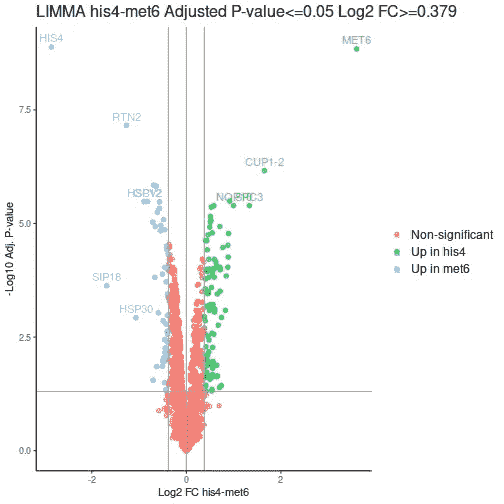 LIMMA his4-met6 Adjusted P-value<=0.05 Log2 FC>=0.379
HIS4
MET6
RTN2
CUP1-2
SIP18
HSP30
7.5
5.0
2.5
0.0
-Log10 Adj. P-value
-2
0
2
Log2 FC his4-met6
Non-significant
Up in his4
Up in met6